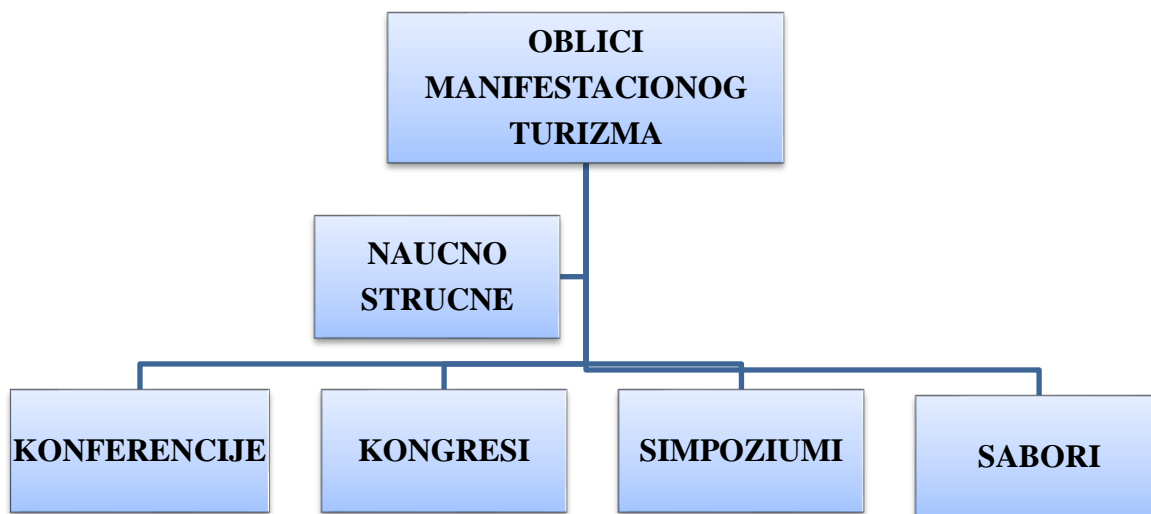 OBLICI
MANIFESTACIONOG
TURIZMA
NAUCNO
STRUCNE
KONFERENCIJE
KONGRESI
SIMPOZIUMI
SABORI